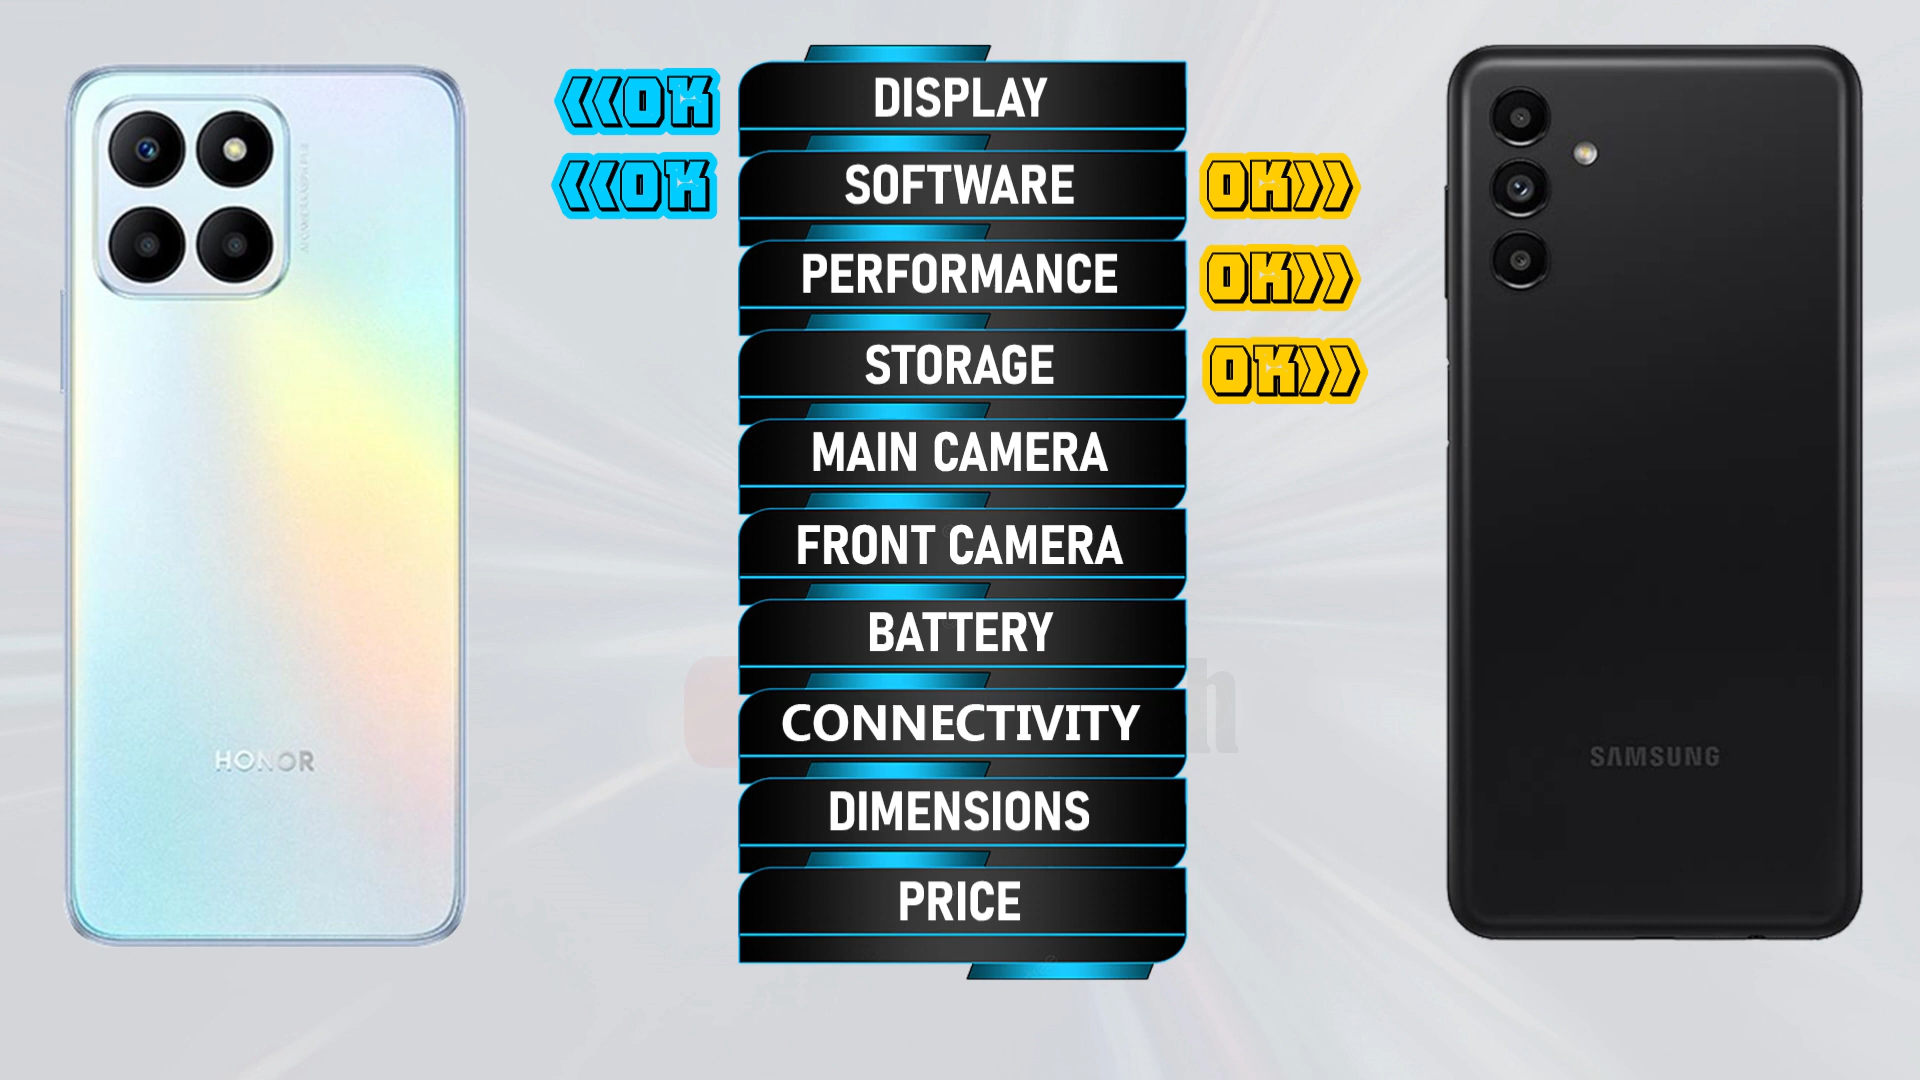 <<OK DISPLAY
<<OK SOFTWARE OK>>
PERFORMANCE OK>>
STORAGE OK>>
MAIN CAMERA
FRONT CAMERA
BATTERY
CONNECTIVITY
DIMENSIONS
PRICE
HONOR
SAMSUNG